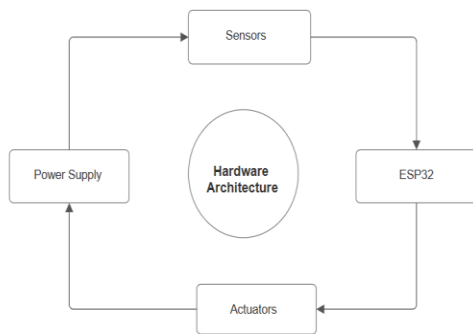 Sensors
Power Supply
Hardware
Architecture
ESP32
Actuators